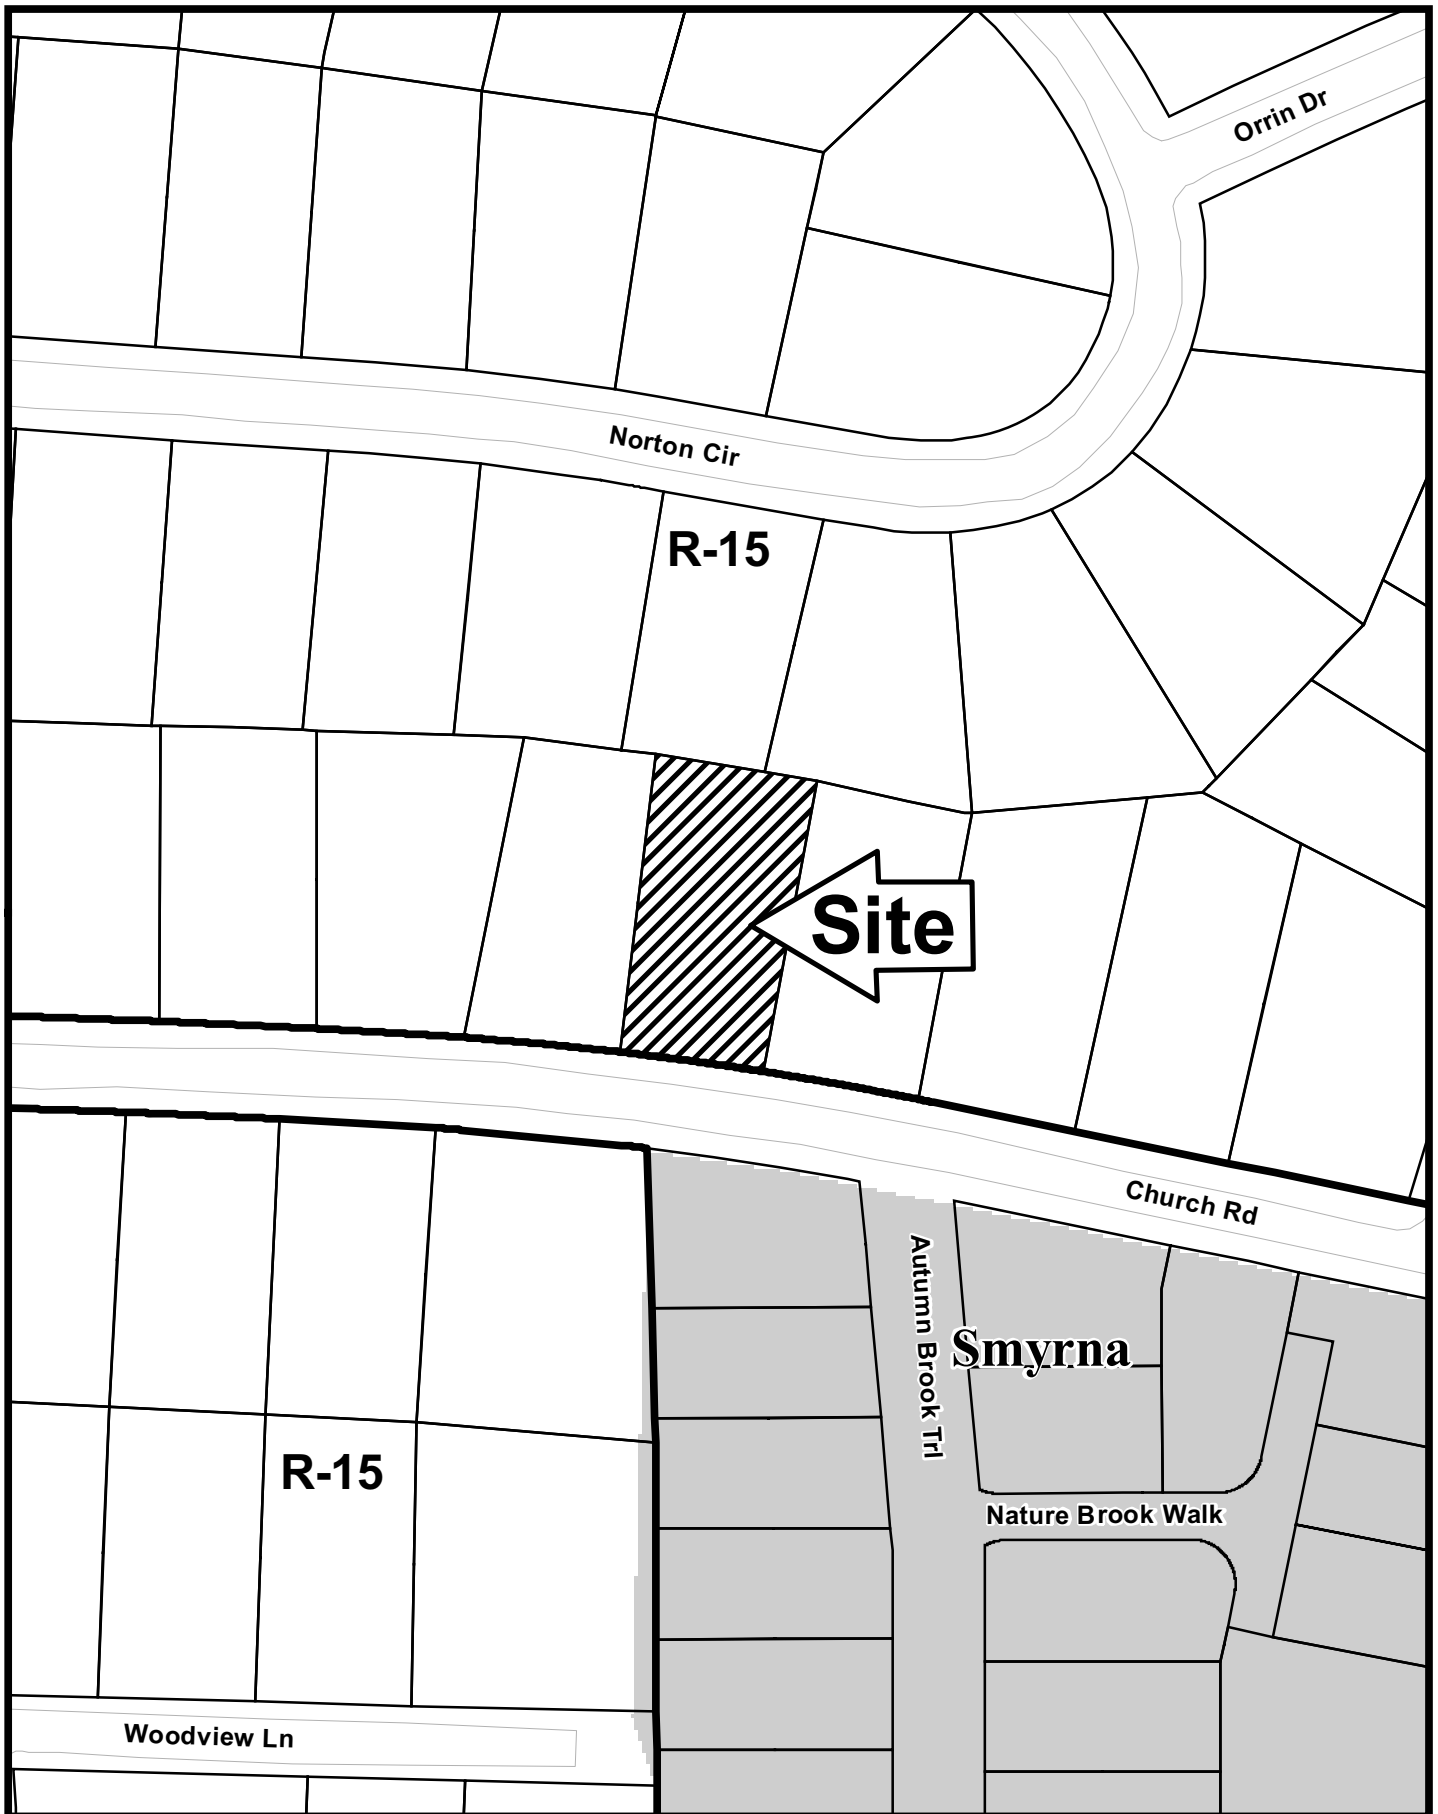 Orrin Dr
Norton Cir
R-15
Site
Church Rd
Autumn Brook Trl
Smyrna
R-15
Nature Brook Walk
Woodview Ln